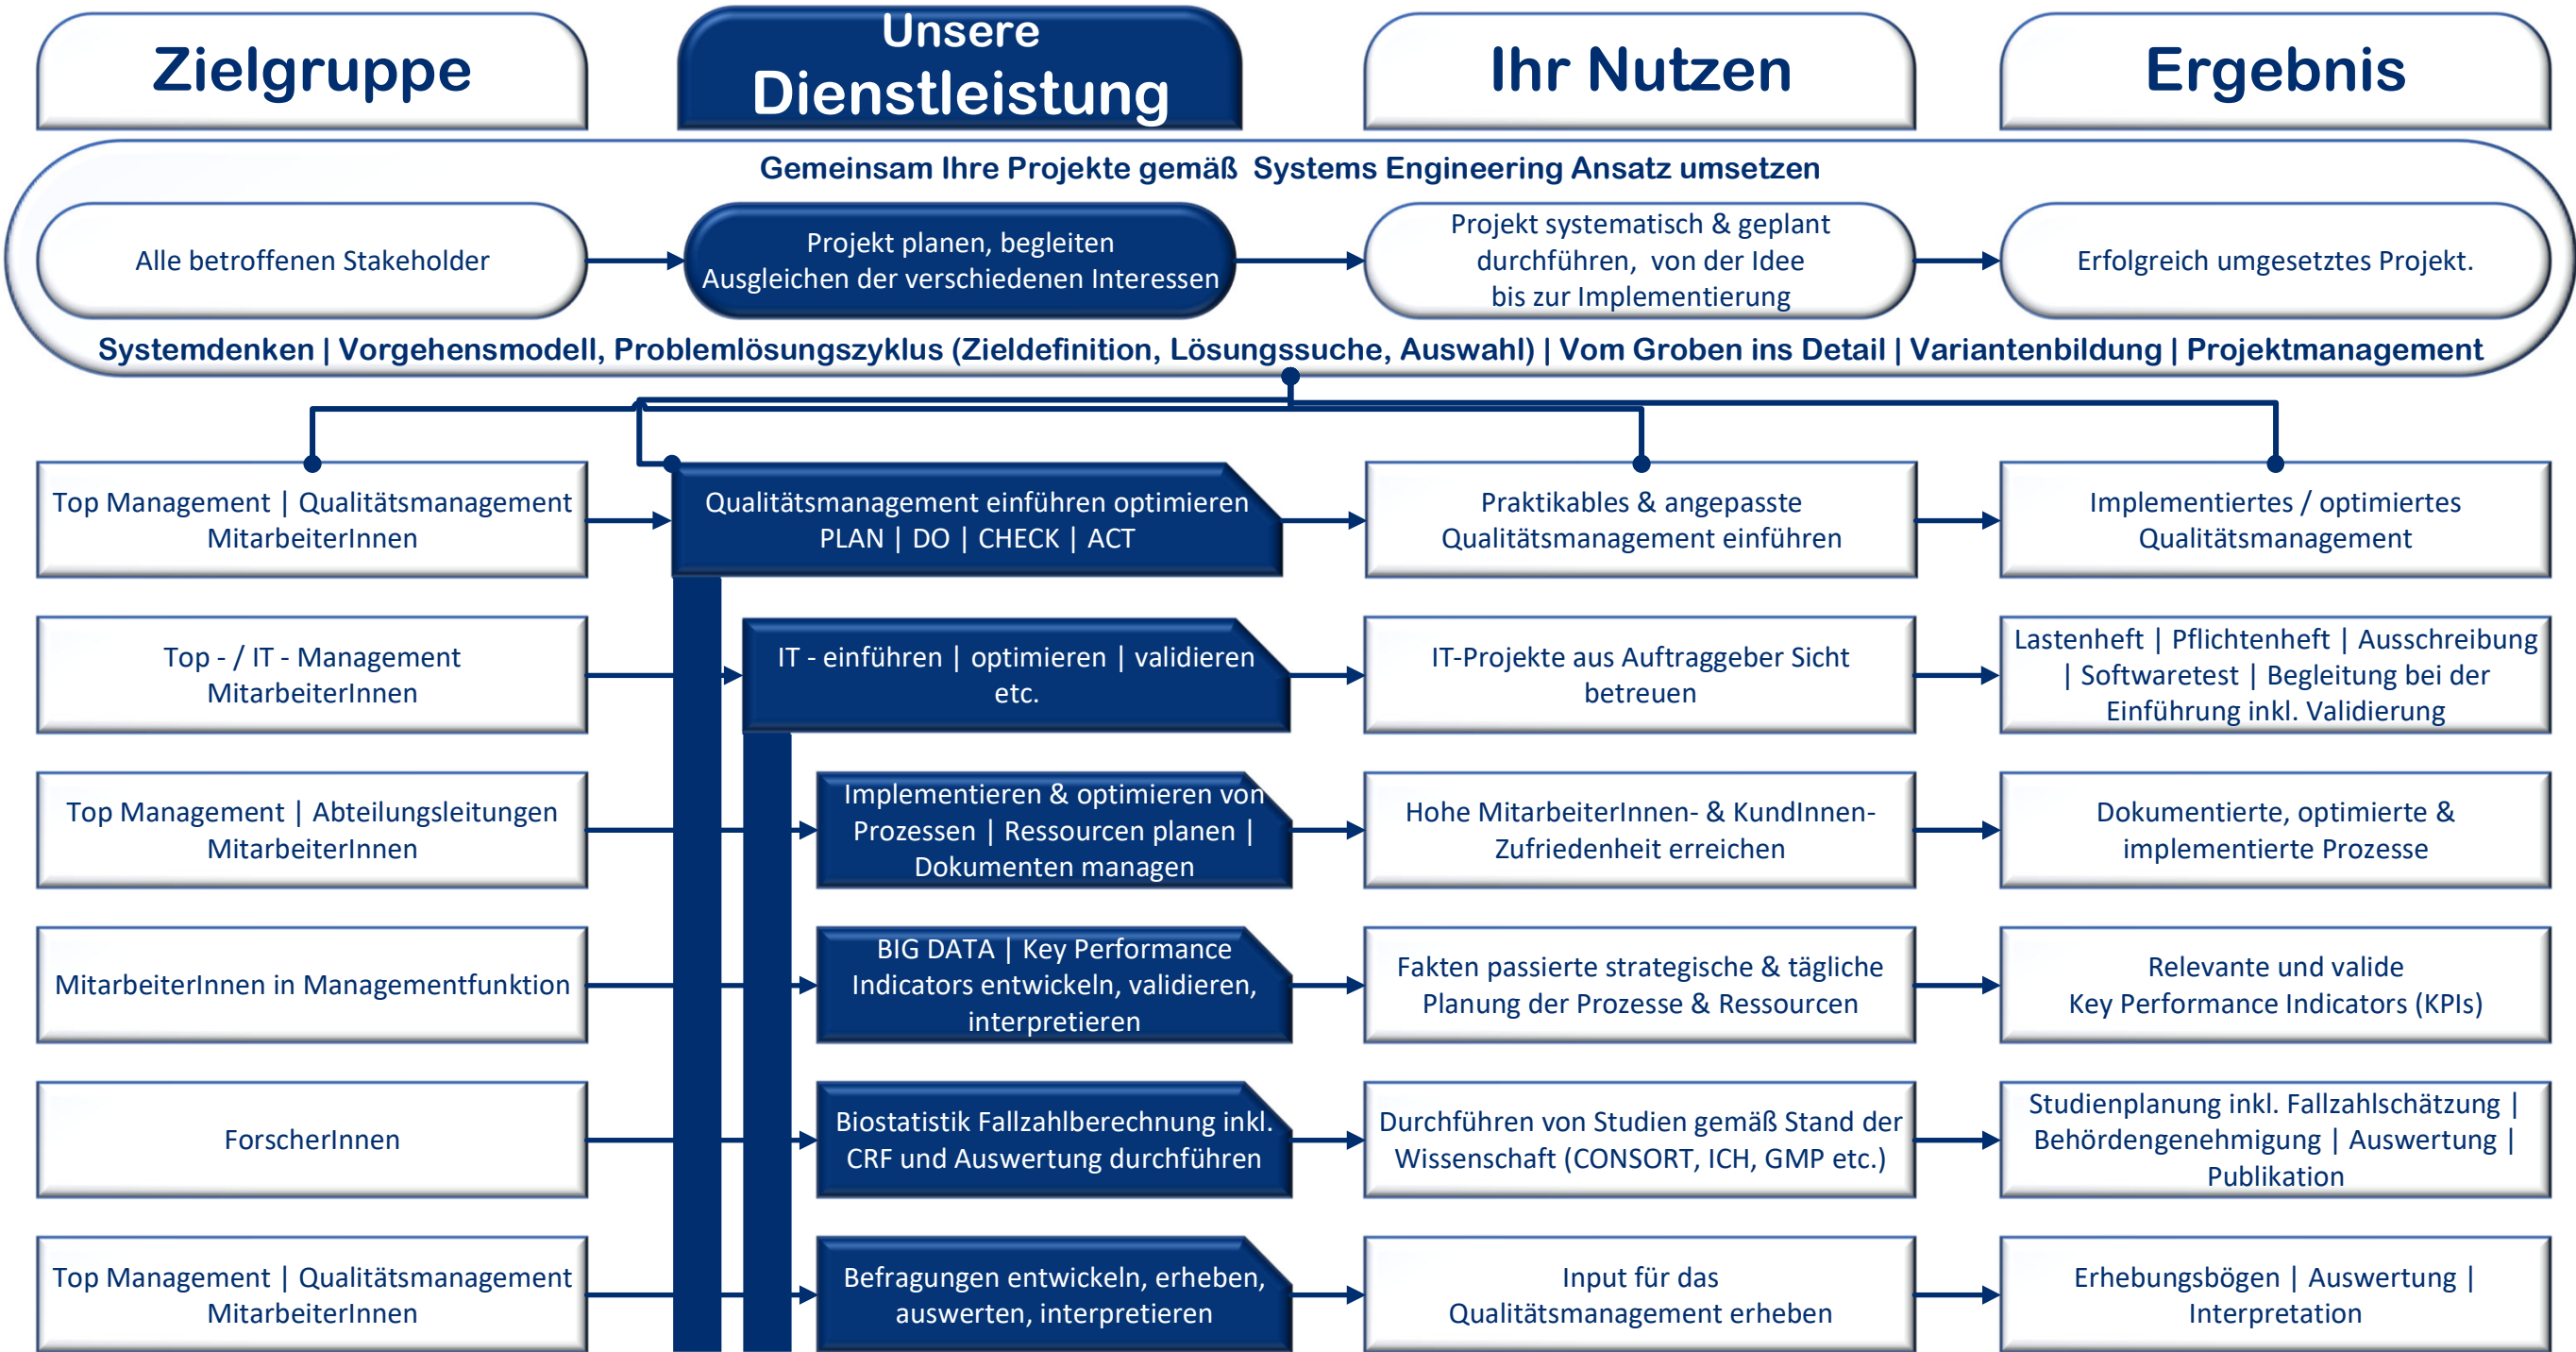 Zielgruppe
Unsere
Dienstleistung
Ihr Nutzen
Ergebnis
Gemeinsam Ihre Projekte gemäß Systems Engineering Ansatz umsetzen
Alle betroffenen Stakeholder
Projekt planen, begleiten
Ausgleichen der verschiedenen Interessen
Projekt systematisch & geplant
durchführen, von der Idee
bis zur Implementierung
Erfolgreich umgesetztes Projekt.
Systemdenken | Vorgehensmodell, Problemlösungszyklus (Zieldefinition, Lösungssuche, Auswahl) | Vom Groben ins Detail | Variantenbildung | Projektmanagement
Top Management | Qualitätsmanagement
MitarbeiterInnen
Qualitätsmanagement einführen optimieren
PLAN | DO | CHECK | ACT
Praktikables & angepasste
Qualitätsmanagement einführen
Implementiertes / optimiertes
Qualitätsmanagement
Top - / IT - Management
MitarbeiterInnen
IT - einführen | optimieren | validieren
etc.
IT-Projekte aus Auftraggeber Sicht
betreuen
Lastenheft | Pflichtenheft | Ausschreibung
| Softwaretest | Begleitung bei der
Einführung inkl. Validierung
Top Management | Abteilungsleitungen
MitarbeiterInnen
Implementieren & optimieren von
Prozessen | Ressourcen planen |
Dokumenten managen
Hohe MitarbeiterInnen- & KundInnen-
Zufriedenheit erreichen
Dokumentierte, optimierte &
implementierte Prozesse
MitarbeiterInnen in Managementfunktion
BIG DATA | Key Performance
Indicators entwickeln, validieren,
interpretieren
Fakten passierte strategische & tägliche
Planung der Prozesse & Ressourcen
Relevante und valide
Key Performance Indicators (KPIs)
ForscherInnen
Biostatistik Fallzahlberechnung inkl.
CRF und Auswertung durchführen
Durchführen von Studien gemäß Stand der
Wissenschaft (CONSORT, ICH, GMP etc.)
Studienplanung inkl. Fallzahlschätzung |
Behördengenehmigung | Auswertung |
Publikation
Top Management | Qualitätsmanagement
MitarbeiterInnen
Befragungen entwickeln, erheben,
auswerten, interpretieren
Input für das
Qualitätsmanagement erheben
Erhebungsbögen | Auswertung |
Interpretation